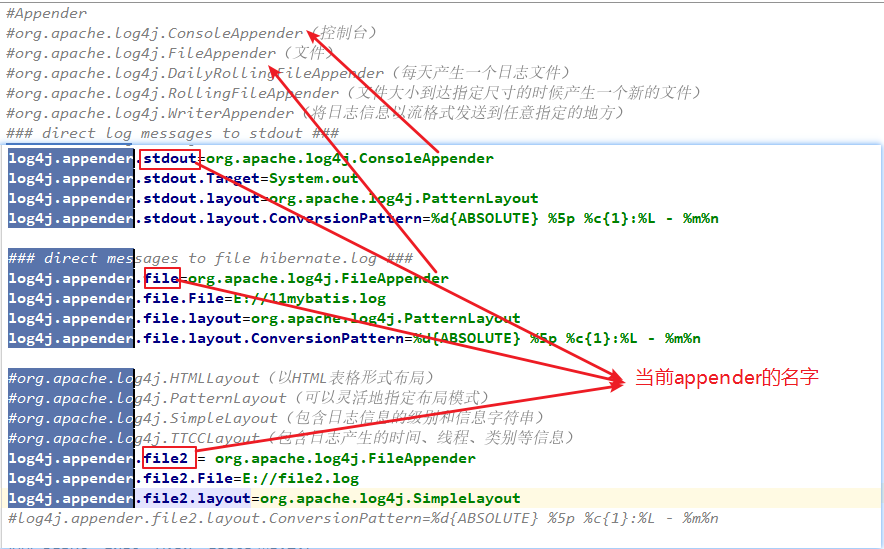 #Appender
#org.apache.log4j.ConsoleAppender（控制台）
#org.apache.log4j.FileAppender（文件）
#org.apache.log4j.DailyRollingFileAppender（每天产生一个日志文件）
#org.apache.log4j.RollingFileAppender（文件大小到达指定尺寸的时候产生一个新的文件）
#org.apache.log4j.WriterAppender（将日志信息以流格式发送到任意指定的地方）
### direct log messages to stdout ###
log4j.appender.stdout=org.apache.log4j.ConsoleAppender
log4j.appender.stdout.Target=System.out
log4j.appender.stdout.layout=org.apache.log4j.PatternLayout
log4j.appender.stdout.layout.ConversionPattern=%d{ABSOLUTE} %5p %c{1}:%L - %m%n
### direct messages to file hibernate.log ###
log4j.appender.file=org.apache.log4j.FileAppender
log4j.appender.file.File=E://11mybatis.log
log4j.appender.file.layout=org.apache.log4j.PatternLayout
log4j.appender.file.layout.ConversionPattern=%d{ABSOLUTE} %5p %c{1}:%L - %m%n
#org.apache.log4j.HTMLLayout（以HTML表格形式布局）
当前appender的名字
#org.apache.log4j.PatternLayout（可以灵活地指定布局模式）
#org.apache.log4j.SimpleLayout（包含日志信息的级别和信息字符串）
#org.apache.log4j.TTCCLayout（包含日志产生的时间、线程、类别等信息）
log4j.appender.file2 = org.apache.log4j.FileAppender
log4j.appender.file2.File=E://file2.log
log4j.appender.file2.layout=org.apache.log4j.SimpleLayout
#log4j.appender.file2.layout.ConversionPattern=%d{ABSOLUTE} %5p %c{1}:%L - %m%n